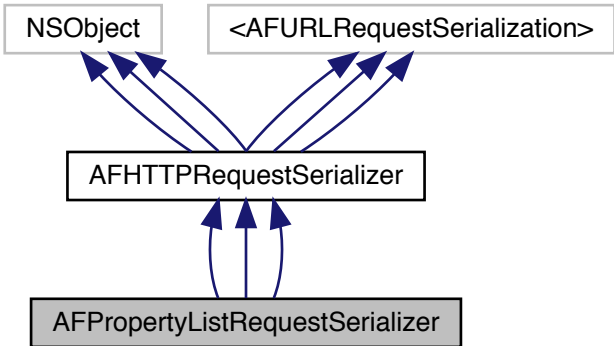 NSObject
<AFURLRequestSerialization>
AFHTTPRequestSerializer
AFPropertyListRequestSerializer